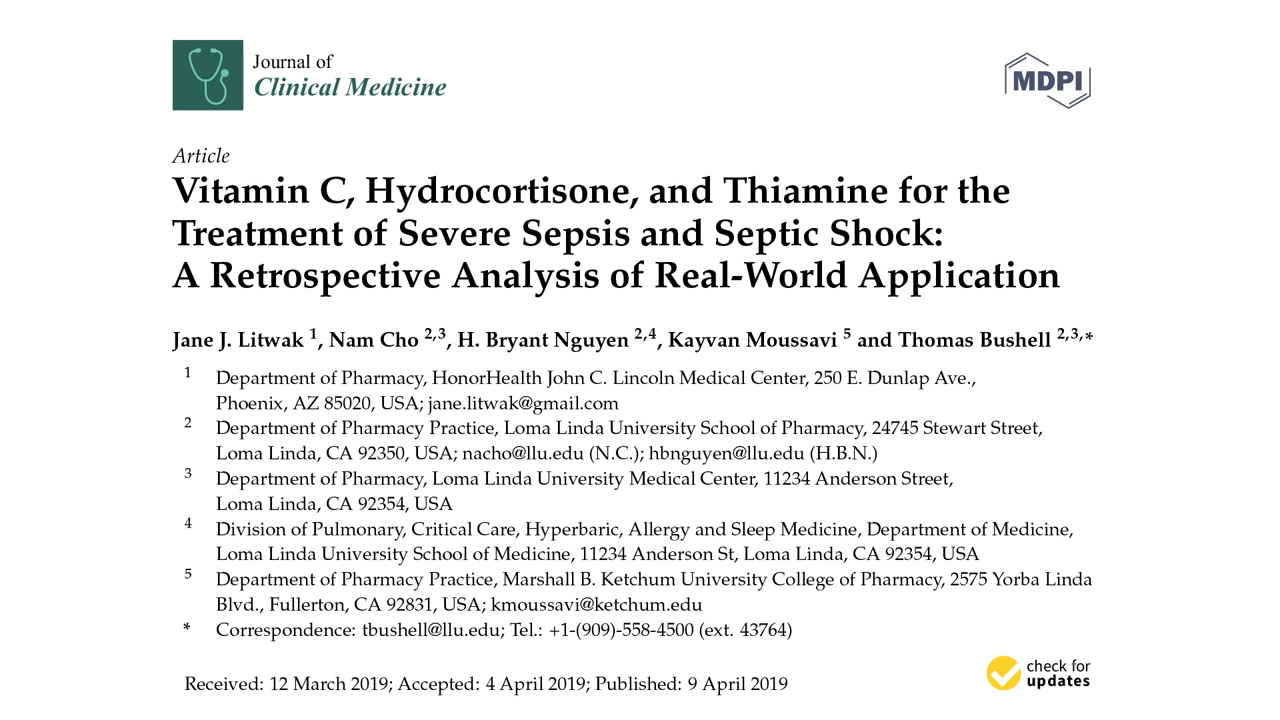 Journal of
Clinical Medicine
MDPI
Article
Vitamin C, Hydrocortisone, and Thiamine for the
Treatment of Severe Sepsis and Septic Shock:
A Retrospective Analysis of Real-World Application
Jane J. Litwak 1, Nam Cho 2,3, H. Bryant Nguyen 2,4, Kayvan Moussavi 5 and Thomas Bushell 2,3,*
1 Department of Pharmacy, HonorHealth John C. Lincoln Medical Center, 250 E. Dunlap Ave.,
Phoenix, AZ 85020, USA; jane.litwak@gmail.com
2 Department of Pharmacy Practice, Loma Linda University School of Pharmacy, 24745 Stewart Street,
Loma Linda, CA 92350, USA; nacho@llu.edu (N.C.); hbnguyen@llu.edu (H.B.N.)
3 Department of Pharmacy, Loma Linda University Medical Center, 11234 Anderson Street,
Loma Linda, CA 92354, USA
4 Division of Pulmonary, Critical Care, Hyperbaric, Allergy and Sleep Medicine, Department of Medicine,
Loma Linda University School of Medicine, 11234 Anderson St, Loma Linda, CA 92354, USA
5 Department of Pharmacy Practice, Marshall B. Ketchum University College of Pharmacy, 2575 Yorba Linda
Blvd., Fullerton, CA 92831, USA; kmoussavi@ketchum.edu
* Correspondence: tbushell@llu.edu; Tel.: +1-(909)-558-4500 (ext. 43764)
Received: 12 March 2019; Accepted: 4 April 2019; Published: 9 April 2019
check for
updates